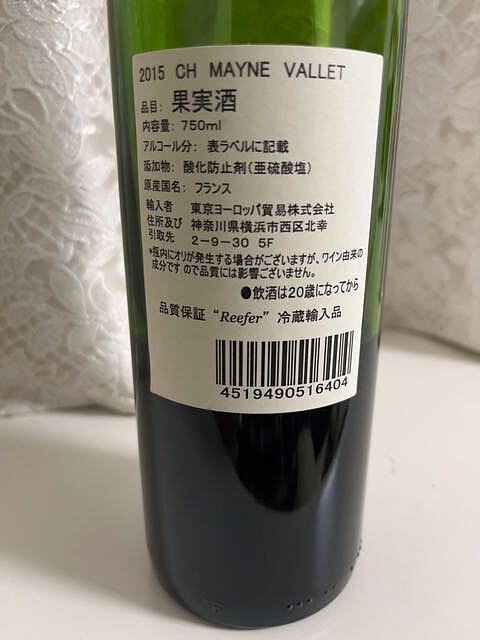 2015 CH MAYNE VALLET
品目: 果実酒
内容量: 750ml
アルコール分: 表ラベルに記載
添加物: 酸化防止剤(亜硫酸塩)
原産国名: フランス
輸入者 東京ヨーロッパ貿易株式会社
住所及び 神奈川県横浜市西区北幸
引取先 2-9-30 5F
*瓶内にオリが発生する場合がございますが、ワイン由来の
成分ですので品質には影響ございません。
●飲酒は20歳になってから
品質保証 "Reefer" 冷蔵輸入品
4519490516404